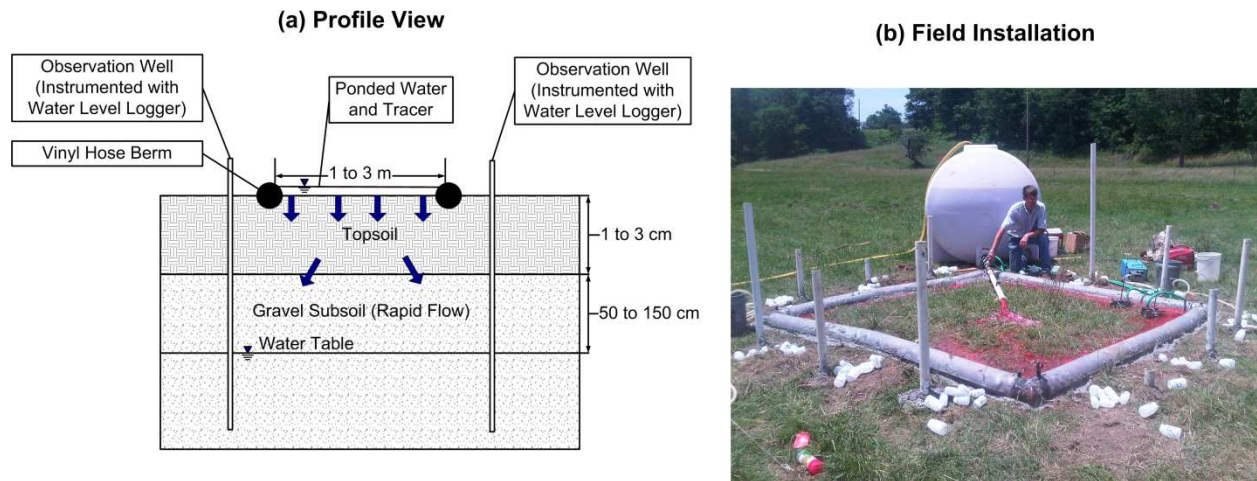 (a) Profile View
Observation Well
(Instrumented with
Water Level Logger)
Ponded Water
and Tracer
Observation Well
(Instrumented with
Water Level Logger)
Vinyl Hose Berm
1 to 3 m
Topsoil
1 to 3 cm
Gravel Subsoil (Rapid Flow)
50 to 150 cm
Water Table
(b) Field Installation